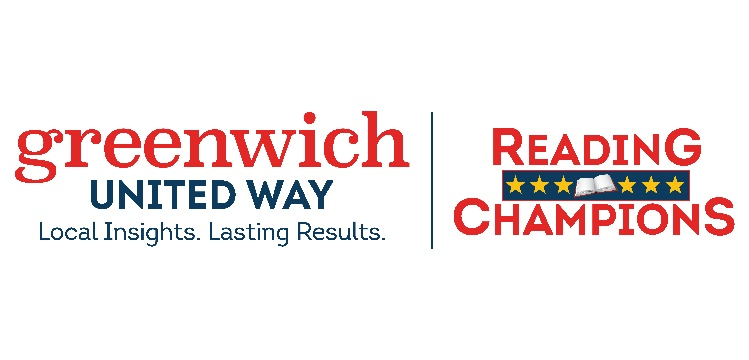 greenwich
UNITED WAY
Local Insights. Lasting Results.
READING
CHAMPIONS